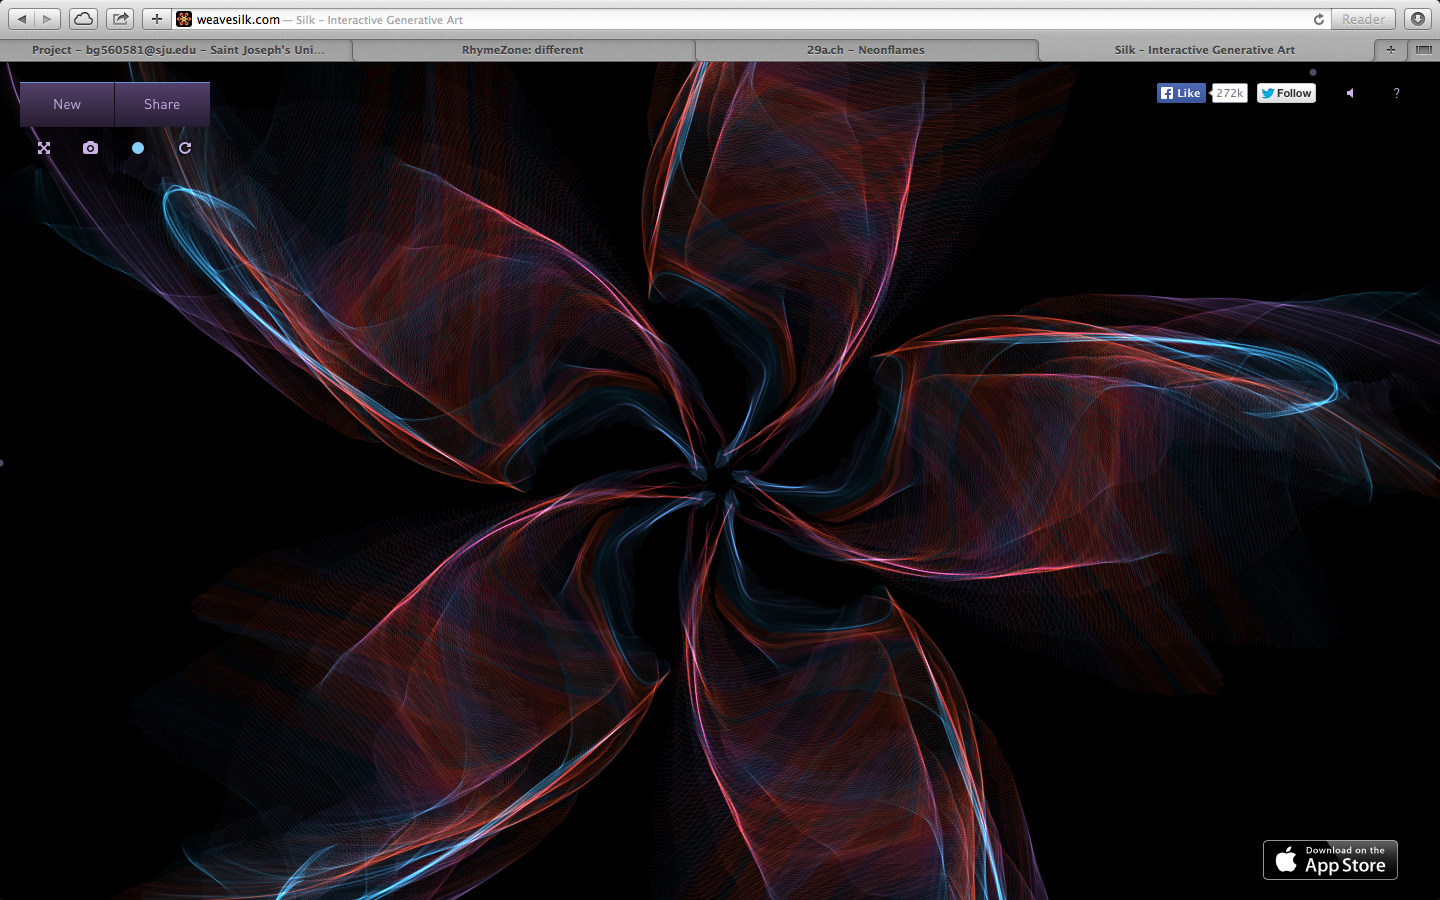 weavesilk.com — Silk – Interactive Generative Art
Reader
Project – bg560581@sju.edu – Saint Joseph's Uni...
RhymeZone: different
29a.ch – Neonflames
Silk – Interactive Generative Art
New
Share
Like
272k
Follow
?
Download on the
App Store